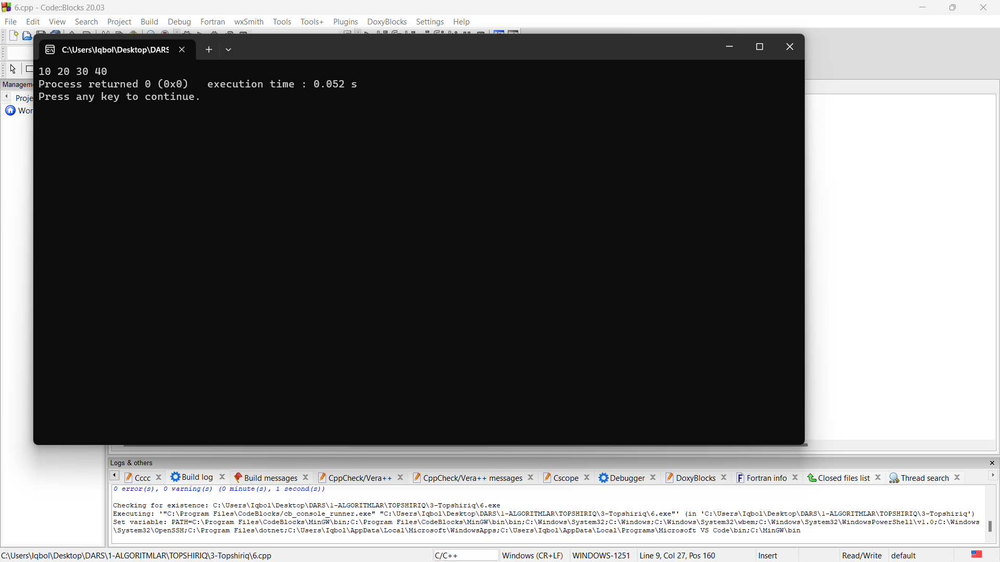 6.cpp - Code::Blocks 20.03
File Edit View Search Project Build Debug Fortran wxSmith Tools Tools+ Plugins DoxyBlocks Settings Help
C:\Users\Iqbol\Desktop\DARS
10 20 30 40
Process returned 0 (0x0)   execution time : 0.052 s
Press any key to continue.
Logs & others
Cccc Build log Build messages CppCheck/Vera++ CppCheck/Vera++ messages Cscope Debugger DoxyBlocks Fortran info Closed files list Thread search
0 error(s), 0 warning(s) (0 minute(s), 1 second(s))
Checking for existence: C:\Users\Iqbol\Desktop\DARS\1-ALGORITMLAR\TOPSHIRIQ\3-Topshiriq\6.exe
Executing: '"C:\Program Files\CodeBlocks/cb_console_runner.exe" "C:\Users\Iqbol\Desktop\DARS\1-ALGORITMLAR\TOPSHIRIQ\3-Topshiriq\6.exe"' (in 'C:\Users\Iqbol\Desktop\DARS\1-ALGORITMLAR\TOPSHIRIQ\3-Topshiriq')
Set variable: PATH=C:\Program Files\CodeBlocks\MinGW\bin;C:\Program Files\CodeBlocks\MinGW\bin\bin;C:\Windows\System32;C:\Windows;C:\Windows\System32\wbem;C:\Windows\System32\WindowsPowerShell\v1.0;C:\Windows
\System32\OpenSSH;C:\Program Files\dotnet;C:\Users\Iqbol\AppData\Local\Microsoft\WindowsApps;C:\Users\Iqbol\AppData\Local\Programs\Microsoft VS Code\bin;C:\MinGW\bin
C:\Users\Iqbol\Desktop\DARS\1-ALGORITMLAR\TOPSHIRIQ\3-Topshiriq\6.cpp C/C++ Windows (CR+LF) WINDOWS-1251 Line 9, Col 27, Pos 160 Insert Read/Write default